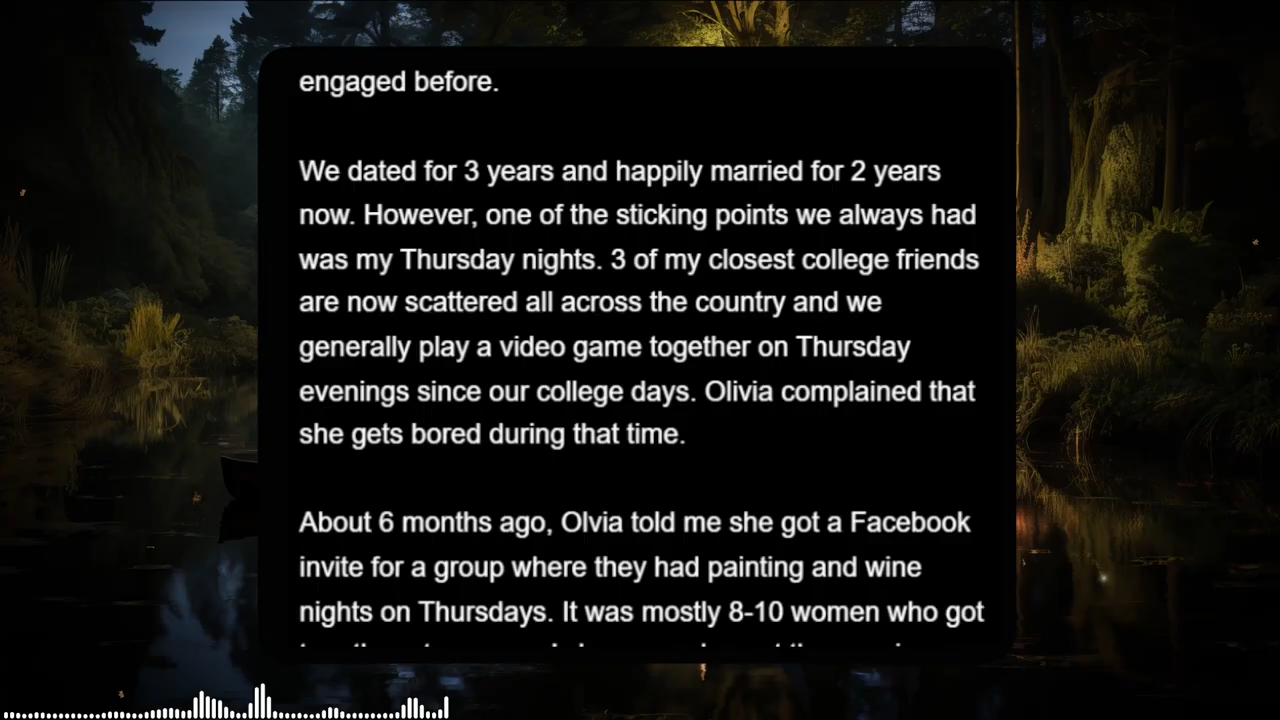 engaged before.
We dated for 3 years and happily married for 2 years
now. However, one of the sticking points we always had
was my Thursday nights. 3 of my closest college friends
are now scattered all across the country and we
generally play a video game together on Thursday
evenings since our college days. Olivia complained that
she gets bored during that time.
About 6 months ago, Olvia told me she got a Facebook
invite for a group where they had painting and wine
nights on Thursdays. It was mostly 8-10 women who got